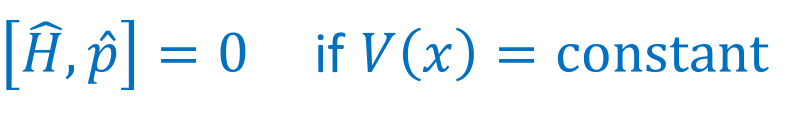 [Ĥ, p̂] = 0 if V(x) = constant